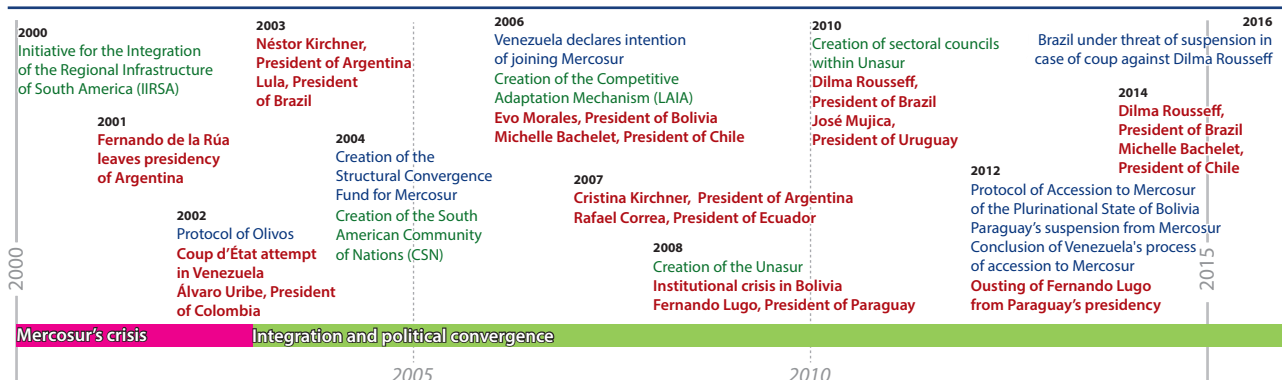 2000
Initiative for the Integration
of the Regional Infrastructure
of South America (IIRSA)
2001
Fernando de la Rúa
leaves presidency
of Argentina
2002
Protocol of Olivos
Coup d’État attempt
in Venezuela
Álvaro Uribe, President
of Colombia
2003
Néstor Kirchner,
President of Argentina
Lula, President
of Brazil
2004
Creation of the
Structural Convergence
Fund for Mercosur
Creation of the South
American Community
of Nations (CSN)
2006
Venezuela declares intention
of joining Mercosur
Creation of the Competitive
Adaptation Mechanism (LAIA)
Evo Morales, President of Bolivia
Michelle Bachelet, President of Chile
2007
Cristina Kirchner, President of Argentina
Rafael Correa, President of Ecuador
2008
Creation of the Unasur
Institutional crisis in Bolivia
Fernando Lugo, President of Paraguay
2010
Creation of sectoral councils
within Unasur
Dilma Rousseff,
President of Brazil
José Mujica,
President of Uruguay
2012
Protocol of Accession to Mercosur
of the Plurinational State of Bolivia
Paraguay’s suspension from Mercosur
Conclusion of Venezuela's process
of accession to Mercosur
Ousting of Fernando Lugo
from Paraguay’s presidency
2014
Dilma Rousseff,
President of Brazil
Michelle Bachelet,
President of Chile
2016
Brazil under threat of suspension in
case of coup against Dilma Rousseff
2000
2015
Mercosur’s crisis
Integration and political convergence
2005
2010